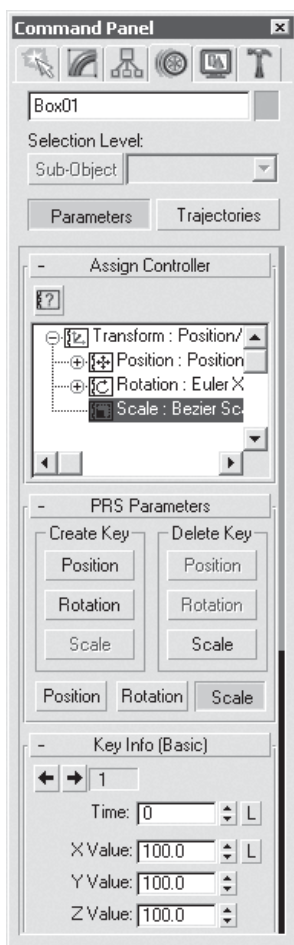 Command Panel
Box01
Selection Level:
Sub-Object
Parameters Trajectories
- Assign Controller
Transform : Position/
Position : Position
Rotation : Euler X
Scale : Bezier Sc
- PRS Parameters
Create Key Delete Key
Position Position
Rotation Rotation
Scale Scale
Position Rotation Scale
- Key Info (Basic)
1
Time: 0 L
X Value: 100.0 L
Y Value: 100.0
Z Value: 100.0